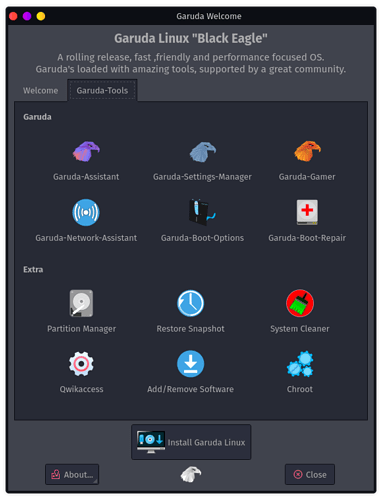 Garuda Welcome
Garuda Linux "Black Eagle"
A rolling release, fast ,friendly and performance focused OS.
Garuda's loaded with amazing tools, supported by a great community.
Welcome Garuda-Tools
Garuda
Garuda-Assistant Garuda-Settings-Manager Garuda-Gamer
Garuda-Network-Assistant Garuda-Boot-Options Garuda-Boot-Repair
Extra
Partition Manager Restore Snapshot System Cleaner
Qwikaccess Add/Remove Software Chroot
Install Garuda Linux
About... Close